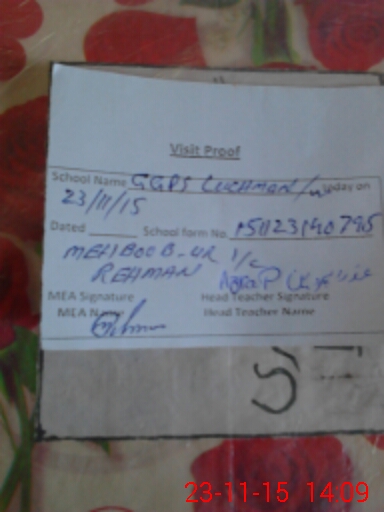 Visit Proof
School Name GGPS LUCHMAN/w today on
23/11/15
Dated School form No.
MEHBOOB-UR I/C
REHMAN
MEA Signature Head Teacher Signature
MEA Name Head Teacher Name
23-11-15 14:09